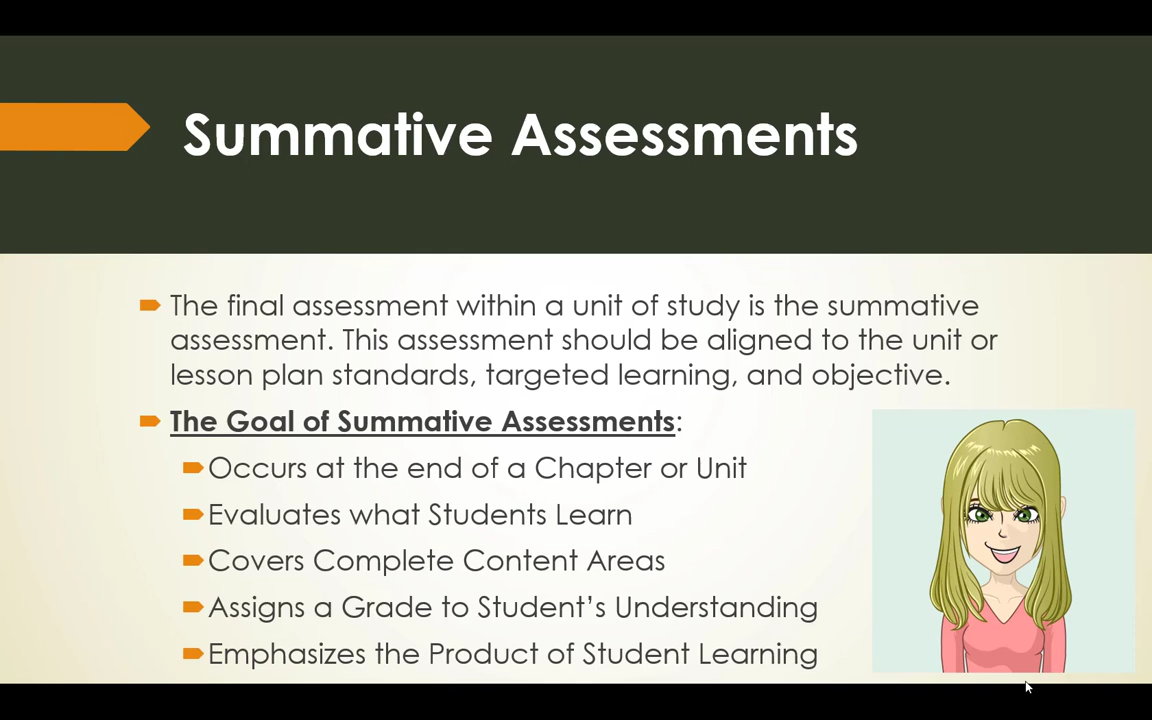 Summative Assessments
The final assessment within a unit of study is the summative
assessment. This assessment should be aligned to the unit or
lesson plan standards, targeted learning, and objective.
The Goal of Summative Assessments:
Occurs at the end of a Chapter or Unit
Evaluates what Students Learn
Covers Complete Content Areas
Assigns a Grade to Student’s Understanding
Emphasizes the Product of Student Learning